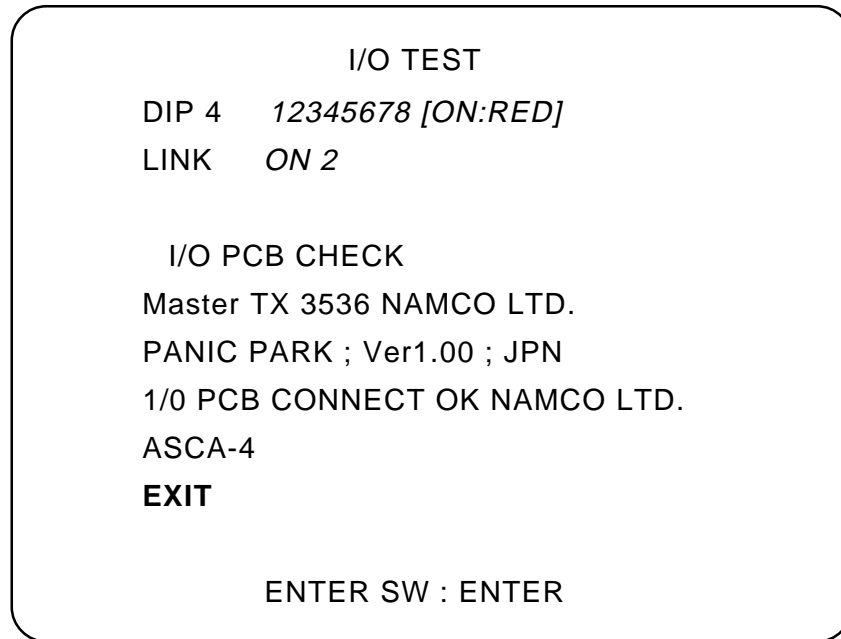 I/O TEST
DIP 4 12345678 [ON:RED]
LINK ON 2
I/O PCB CHECK
Master TX 3536 NAMCO LTD.
PANIC PARK ; Ver1.00 ; JPN
1/0 PCB CONNECT OK NAMCO LTD.
ASCA-4
EXIT
ENTER SW : ENTER